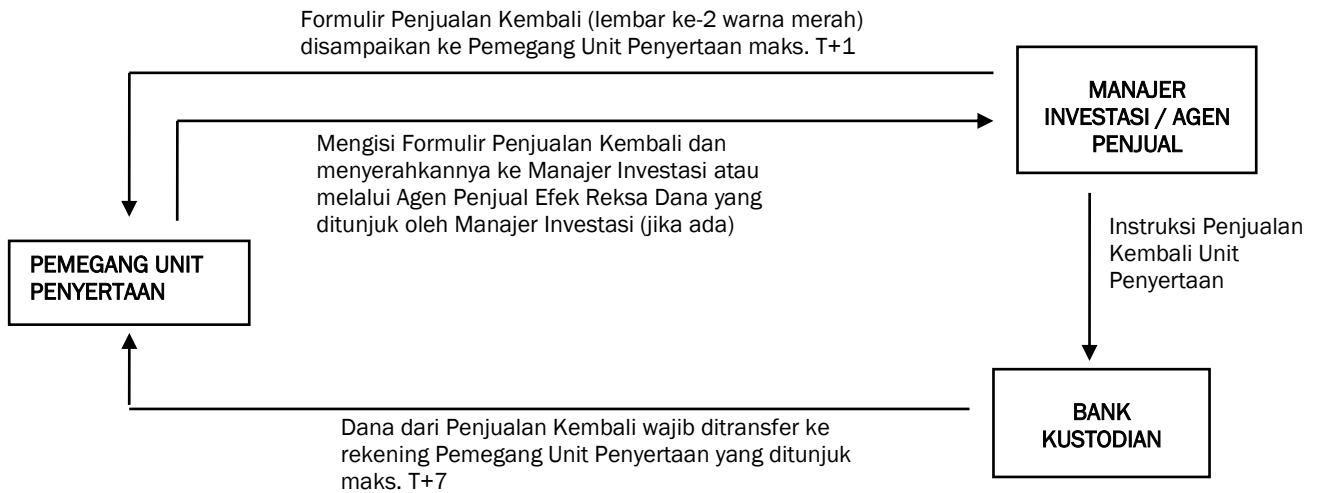 Formulir Penjualan Kembali (lembar ke-2 warna merah)
disampaikan ke Pemegang Unit Penyertaan maks. T+1
MANAJER
INVESTASI / AGEN
PENJUAL
Mengisi Formulir Penjualan Kembali dan
menyerahkannya ke Manajer Investasi atau
melalui Agen Penjual Efek Reksa Dana yang
ditunjuk oleh Manajer Investasi (jika ada)
Instruksi Penjualan
Kembali Unit
Penyertaan
PEMEGANG UNIT
PENYERTAAN
BANK
KUSTODIAN
Dana dari Penjualan Kembali wajib ditransfer ke
rekening Pemegang Unit Penyertaan yang ditunjuk
maks. T+7